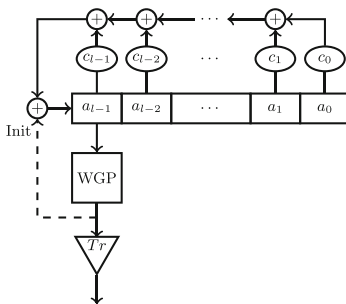 + + ··· +
c_{l−1} c_{l−2} ··· c_1 c_0
+ a_{l−1} a_{l−2} ··· a_1 a_0
Init
WGP
Tr